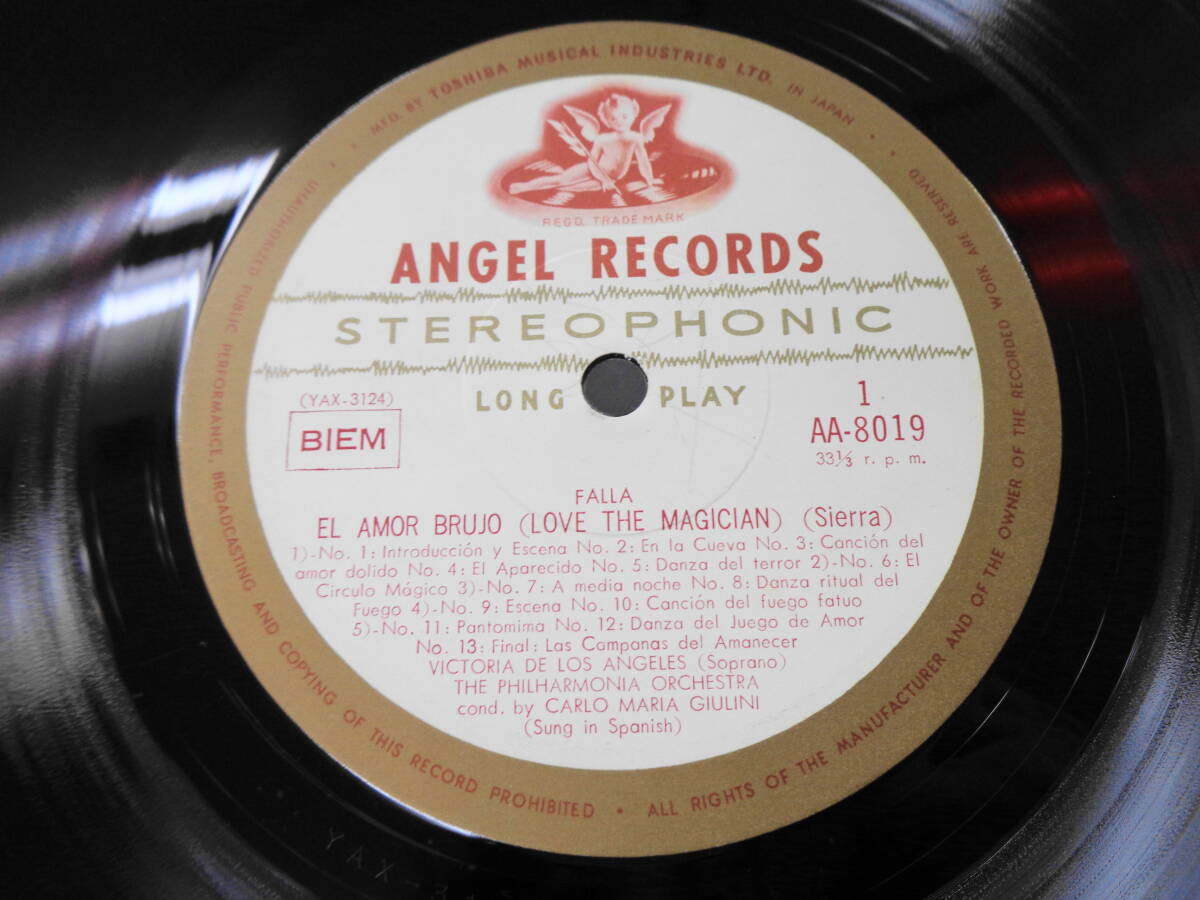 MFD. BY TOSHIBA MUSICAL INDUSTRIES LTD. IN JAPAN
REGD. TRADE MARK
ANGEL RECORDS
STEREOPHONIC
LONG PLAY
(YAX-3124)
BIEM
1
AA-8019
33⅓ r. p. m.
FALLA
EL AMOR BRUJO (LOVE THE MAGICIAN) (Sierra)
1)-No. 1: Introducción y Escena No. 2: En la Cueva No. 3: Canción del
amor dolido No. 4: El Aparecido No. 5: Danza del terror 2)-No. 6: El
Circulo Mágico 3)-No. 7: A media noche No. 8: Danza ritual del
Fuego 4)-No. 9: Escena No. 10: Canción del fuego fatuo
5)-No. 11: Pantomima No. 12: Danza del Juego de Amor
No. 13: Final: Las Campanas del Amanecer
VICTORIA DE LOS ANGELES (Soprano)
THE PHILHARMONIA ORCHESTRA
cond. by CARLO MARIA GIULINI
(Sung in Spanish)
UNAUTHORIZED PUBLIC PERFORMANCE, BROADCASTING AND COPYING OF THIS RECORD PROHIBITED • ALL RIGHTS OF THE MANUFACTURER AND OF THE OWNER OF THE RECORDED WORK ARE RESERVED
YAX